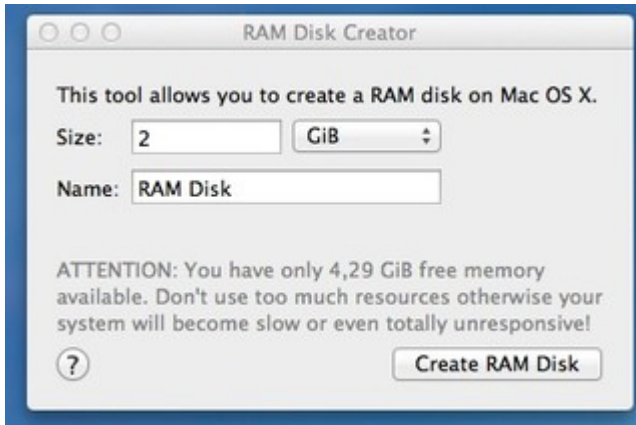 RAM Disk Creator
This tool allows you to create a RAM disk on Mac OS X.
Size: 2 GiB
Name: RAM Disk
ATTENTION: You have only 4,29 GiB free memory
available. Don't use too much resources otherwise your
system will become slow or even totally unresponsive!
? Create RAM Disk